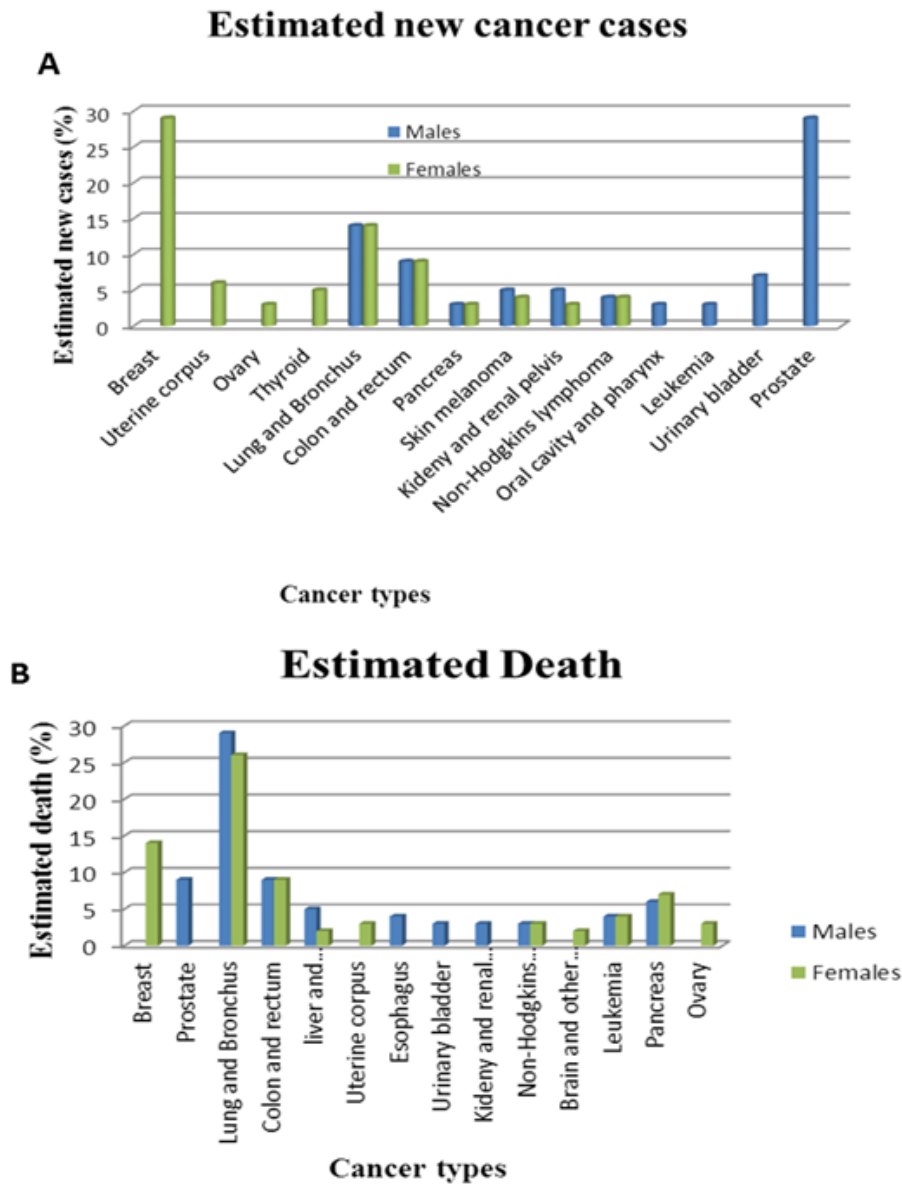 Estimated new cancer cases
A
Estimated new cases (%)
30
25
20
15
10
5
0
Males
Females
Breast
Uterine corpus
Ovary
Thyroid
Lung and Bronchus
Colon and rectum
Pancreas
Skin melanoma
Kideny and renal pelvis
Non-Hodgkins lymphoma
Oral cavity and pharynx
Leukemia
Urinary bladder
Prostate
Cancer types
B
Estimated Death
Estimated death (%)
30
25
20
15
10
5
0
Breast
Prostate
Lung and Bronchus
Colon and rectum
liver and...
Uterine corpus
Esophagus
Urinary bladder
Kideny and renal...
Non-Hodgkins...
Brain and other...
Leukemia
Pancreas
Ovary
Males
Females
Cancer types